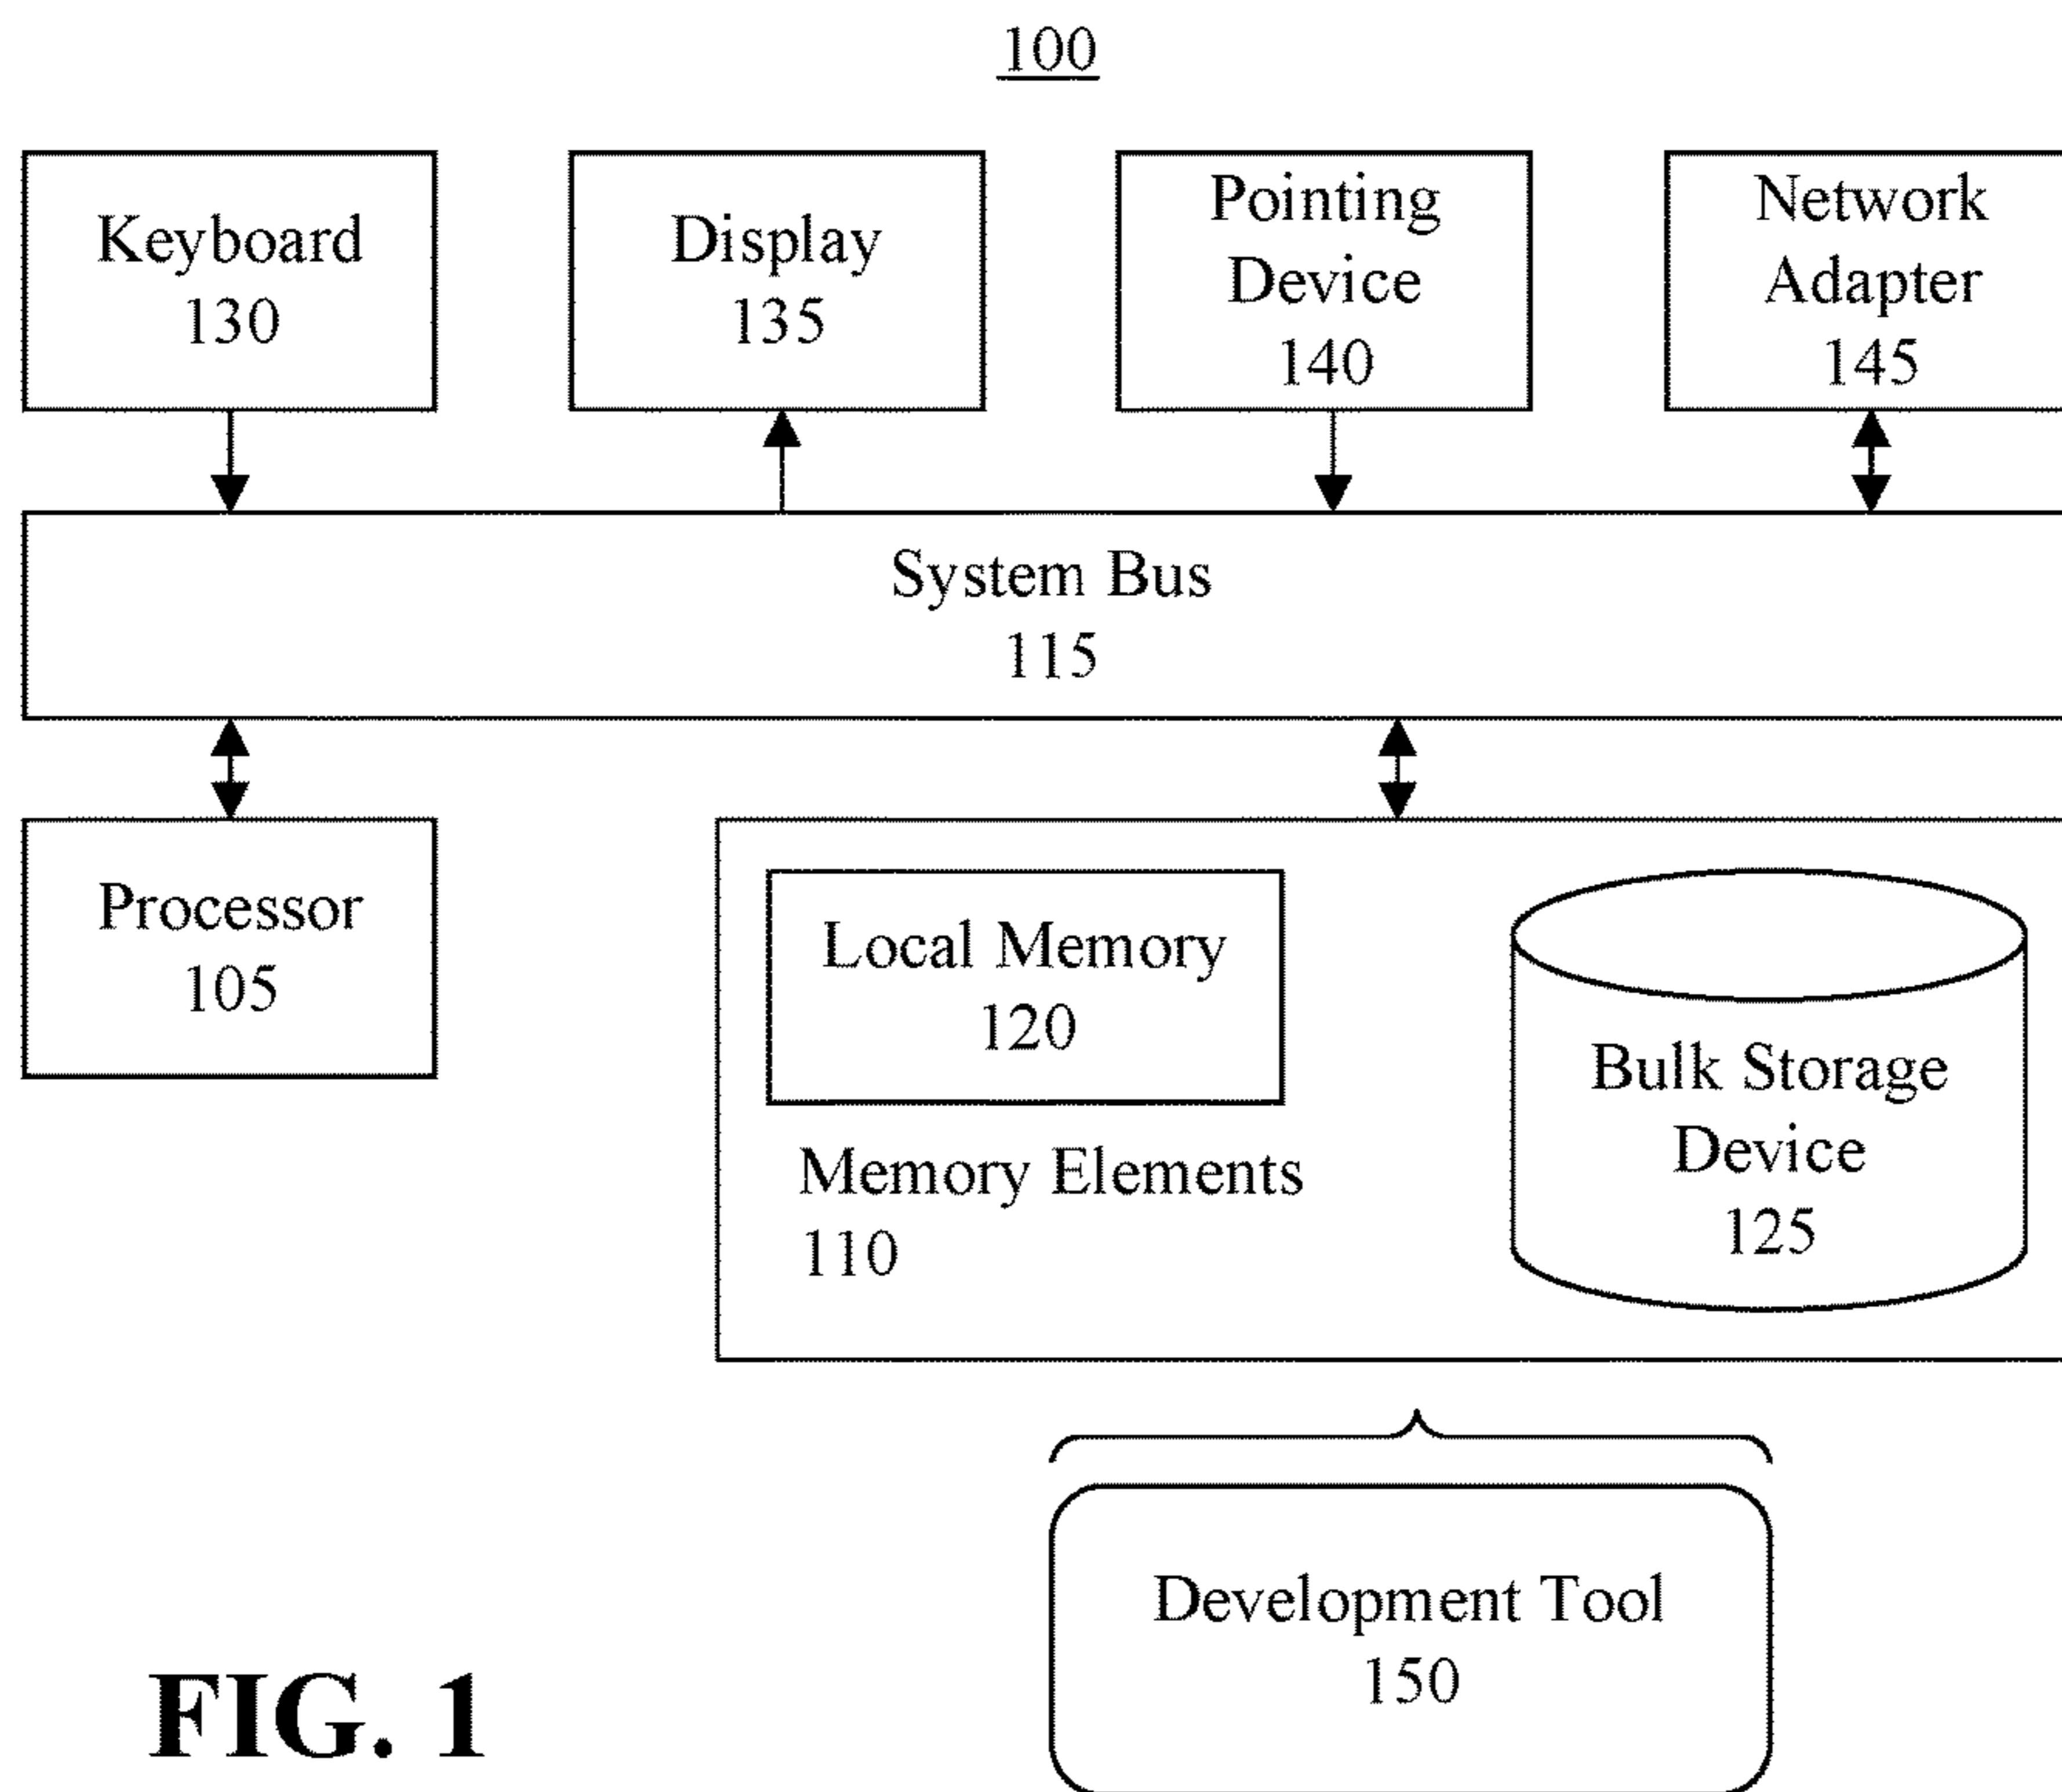 100
Keyboard
130
Display
135
Pointing
Device
140
Network
Adapter
145
System Bus
115
Processor
105
Local Memory
120
Memory Elements
110
Bulk Storage
Device
125
Development Tool
150
FIG. 1